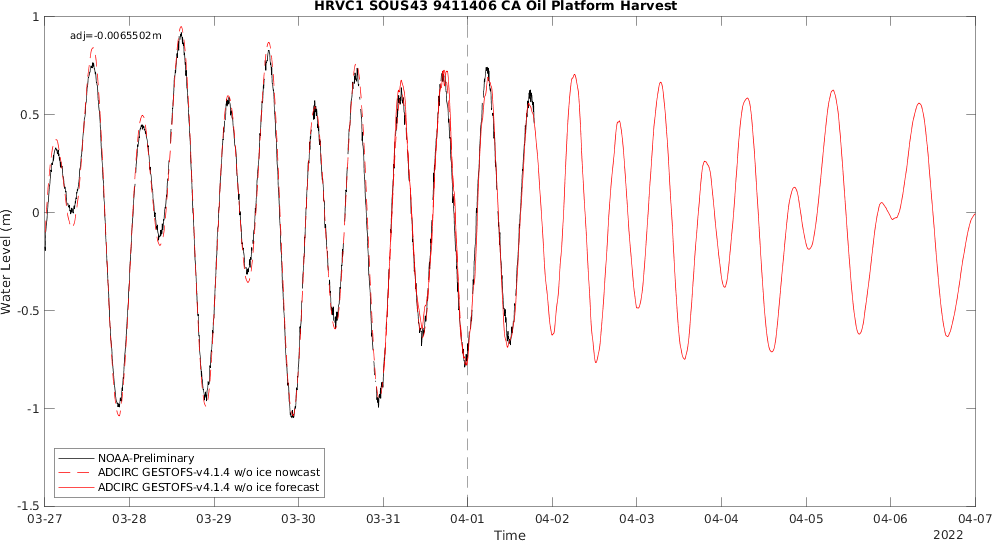 HRVC1 SOUS43 9411406 CA Oil Platform Harvest
adj=-0.0065502m
Water Level (m)
1
0.5
0
-0.5
-1
-1.5
NOAA-Preliminary
ADCIRC GESTOFS-v4.1.4 w/o ice nowcast
ADCIRC GESTOFS-v4.1.4 w/o ice forecast
03-27 03-28 03-29 03-30 03-31 04-01 04-02 04-03 04-04 04-05 04-06 04-07
Time
2022